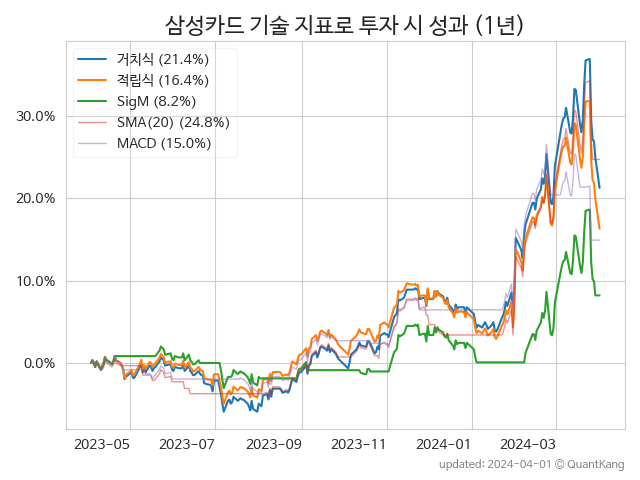 삼성카드 기술 지표로 투자 시 성과 (1년)
거치식 (21.4%)
적립식 (16.4%)
SigM (8.2%)
SMA(20) (24.8%)
MACD (15.0%)
30.0%
20.0%
10.0%
0.0%
2023-05 2023-07 2023-09 2023-11 2024-01 2024-03
updated: 2024-04-01 © QuantKang